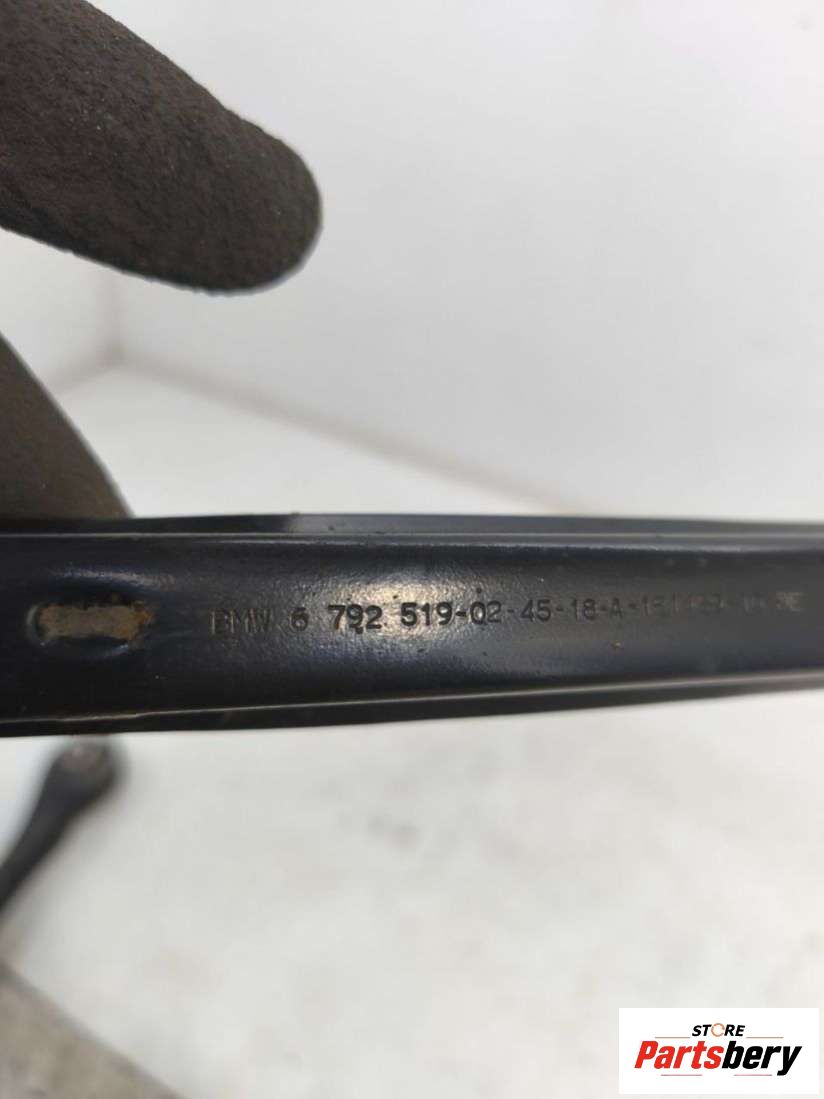 BMW 6 792 519-02-45-18-A
STORE
Partsbery